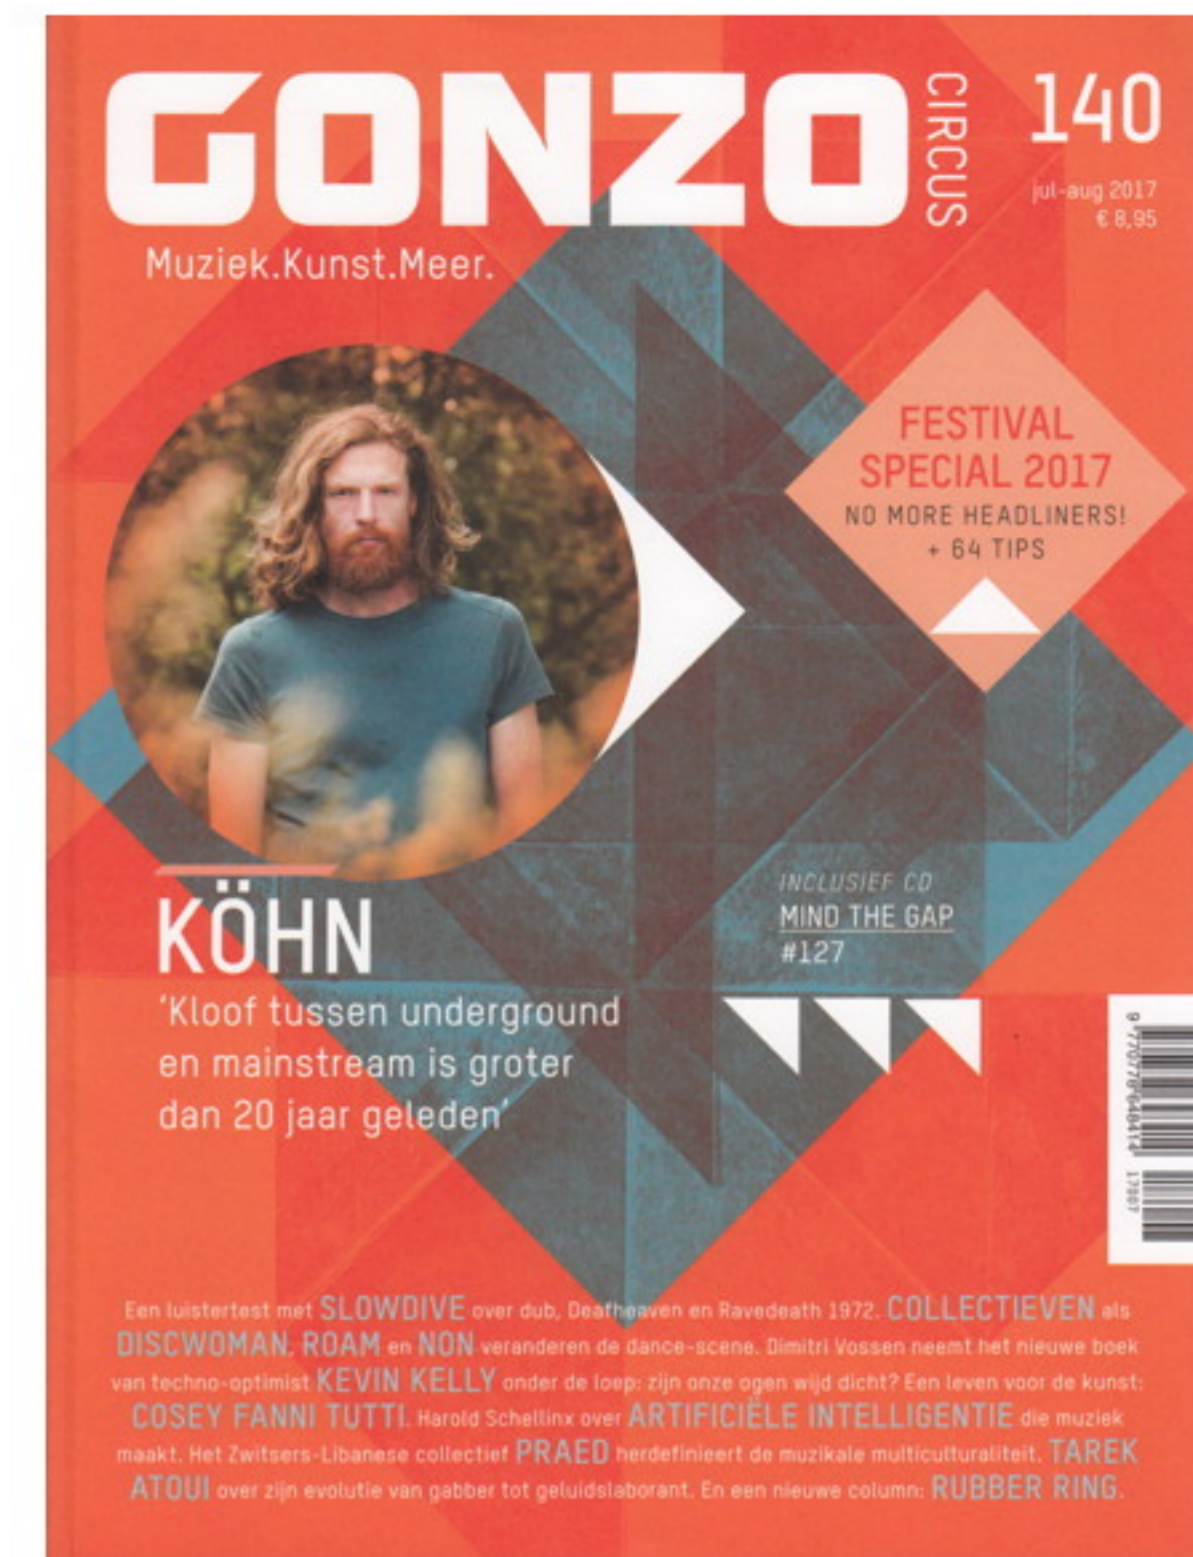 GONZO
CIRCUS
140
jul-aug 2017
€ 8,95
Muziek.Kunst.Meer.
FESTIVAL
SPECIAL 2017
NO MORE HEADLINERS!
+ 64 TIPS
KÖHN
‘Kloof tussen underground
en mainstream is groter
dan 20 jaar geleden’
INCLUSIEF CD
MIND THE GAP
#127
9 770778 848414
17007
Een luistertest met SLOWDIVE over dub, Deafheaven en Ravedeath 1972. COLLECTIEVEN als
DISCWOMAN, ROAM en NON veranderen de dance-scene. Dimitri Vossen neemt het nieuwe boek
van techno-optimist KEVIN KELLY onder de loep: zijn onze ogen wijd dicht? Een leven voor de kunst:
COSEY FANNI TUTTI. Harold Schellinx over ARTIFICIËLE INTELLIGENTIE die muziek
maakt. Het Zwitsers-Libanese collectief PRAED herdefinieert de muzikale multiculturaliteit. TAREK
ATOUI over zijn evolutie van gabber tot geluidslaborant. En een nieuwe column: RUBBER RING.